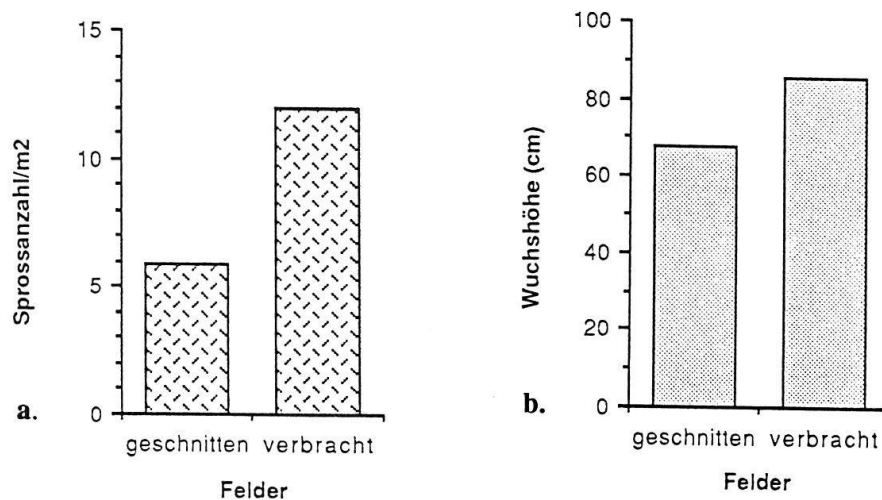 15
10
5
0
Sprossanzahl/m2
a.
geschnitten verbracht
Felder
100
80
60
40
20
0
Wuchshöhe (cm)
b.
geschnitten verbracht
Felder